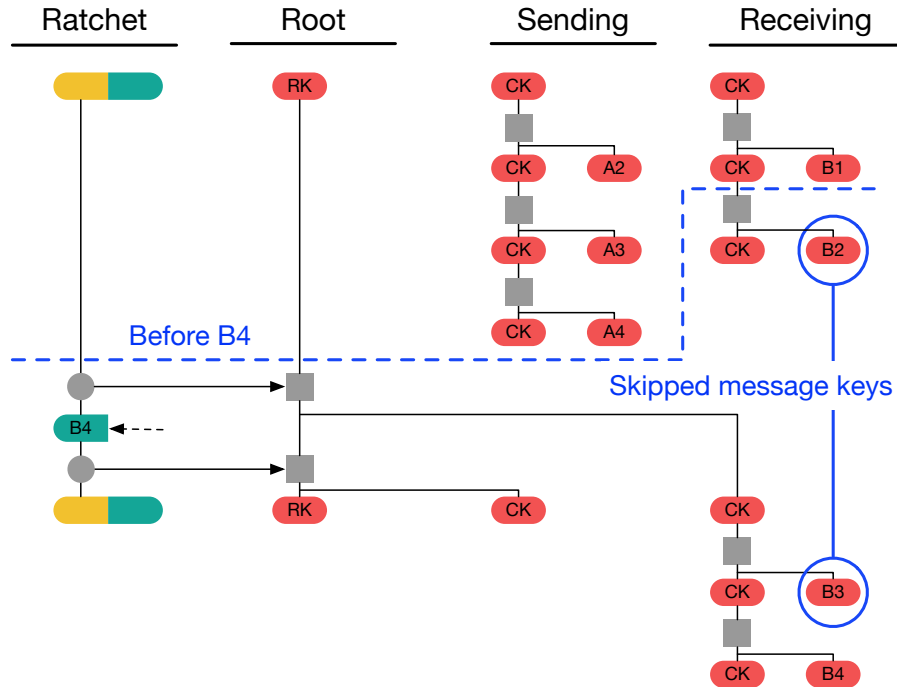 Ratchet Root Sending Receiving
RK CK CK
CK A2 CK B1
CK A3 CK B2
CK A4
Before B4
Skipped message keys
B4
RK CK CK
CK B3
CK B4